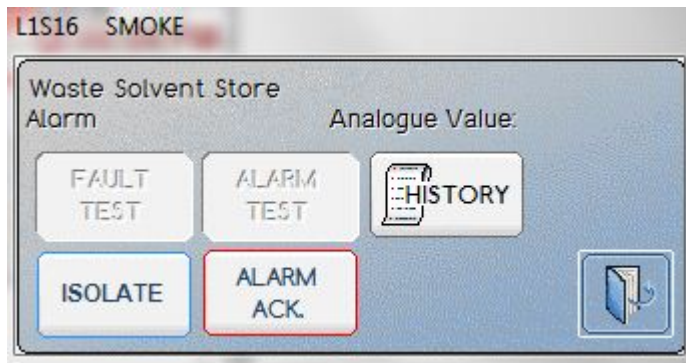 L1S16 SMOKE
Waste Solvent Store
Alarm Analogue Value:
FAULT TEST
ALARM TEST
HISTORY
ISOLATE
ALARM ACK.